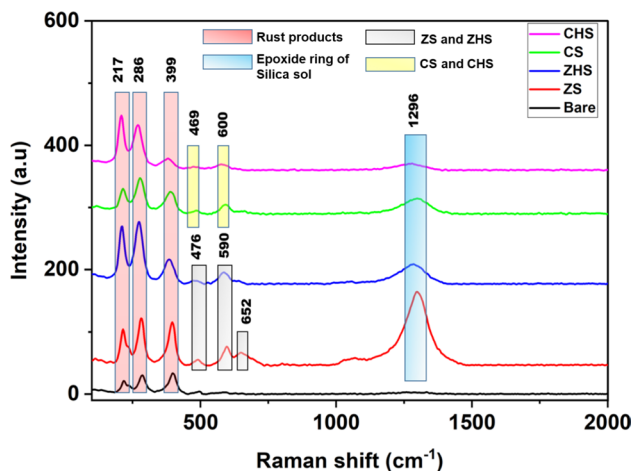 600
400
200
0
Intensity (a.u)
500
1000
1500
2000
Raman shift (cm-1)
Rust products
Epoxide ring of
Silica sol
ZS and ZHS
CS and CHS
CHS
CS
ZHS
ZS
Bare
217
286
399
469
600
1296
476
590
652